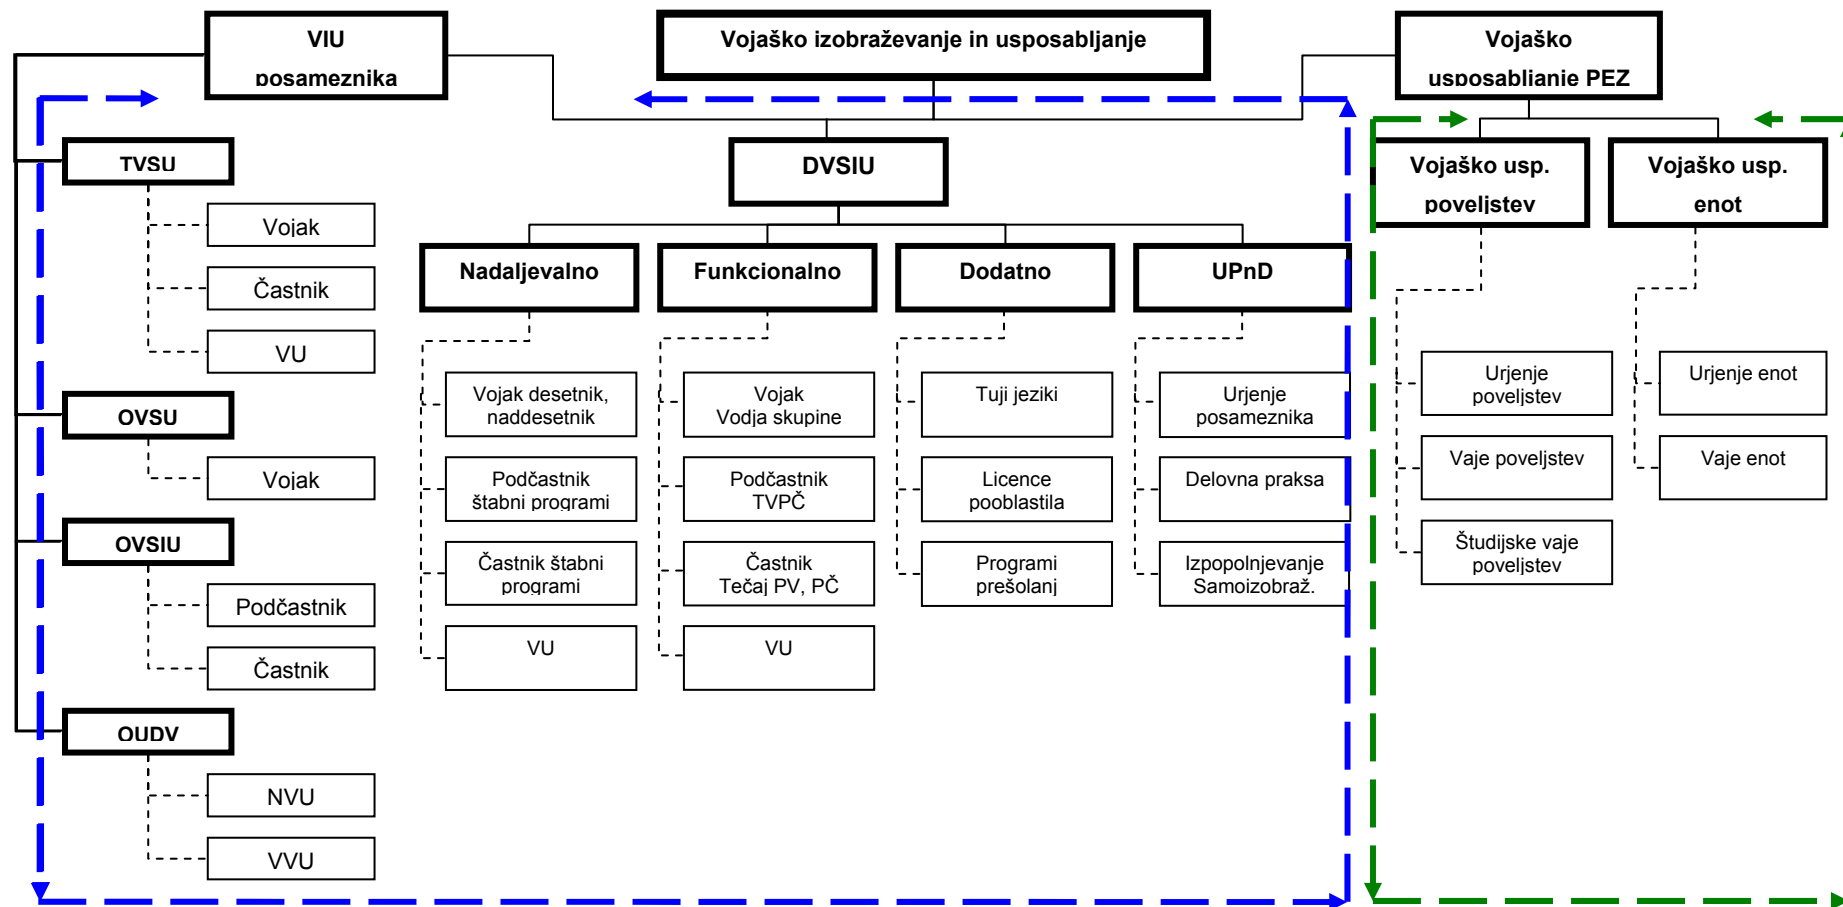 VIU
posameznika
Vojaško izobraževanje in usposabljanje
Vojaško
usposabljanje PEZ
TVSU
Vojak
Častnik
VU
OVSU
Vojak
OVSIU
Podčastnik
Častnik
OUDV
NVU
VVU
DVSIU
Nadaljevalno
Vojak desetnik,
naddesetnik
Podčastnik
štabni programi
Častnik štabni
programi
VU
Funkcionalno
Vojak
Vodja skupine
Podčastnik
TVPČ
Častnik
Tečaj PV, PČ
VU
Dodatno
Tuji jeziki
Licence
pooblastila
Programi
prešolanj
UPnD
Urjenje
posameznika
Delovna praksa
Izpopolnjevanje
Samoizobraž.
Vojaško usp.
poveljstev
Urjenje
poveljstev
Vaje poveljstev
Študijske vaje
poveljstev
Vojaško usp.
enot
Urjenje enot
Vaje enot